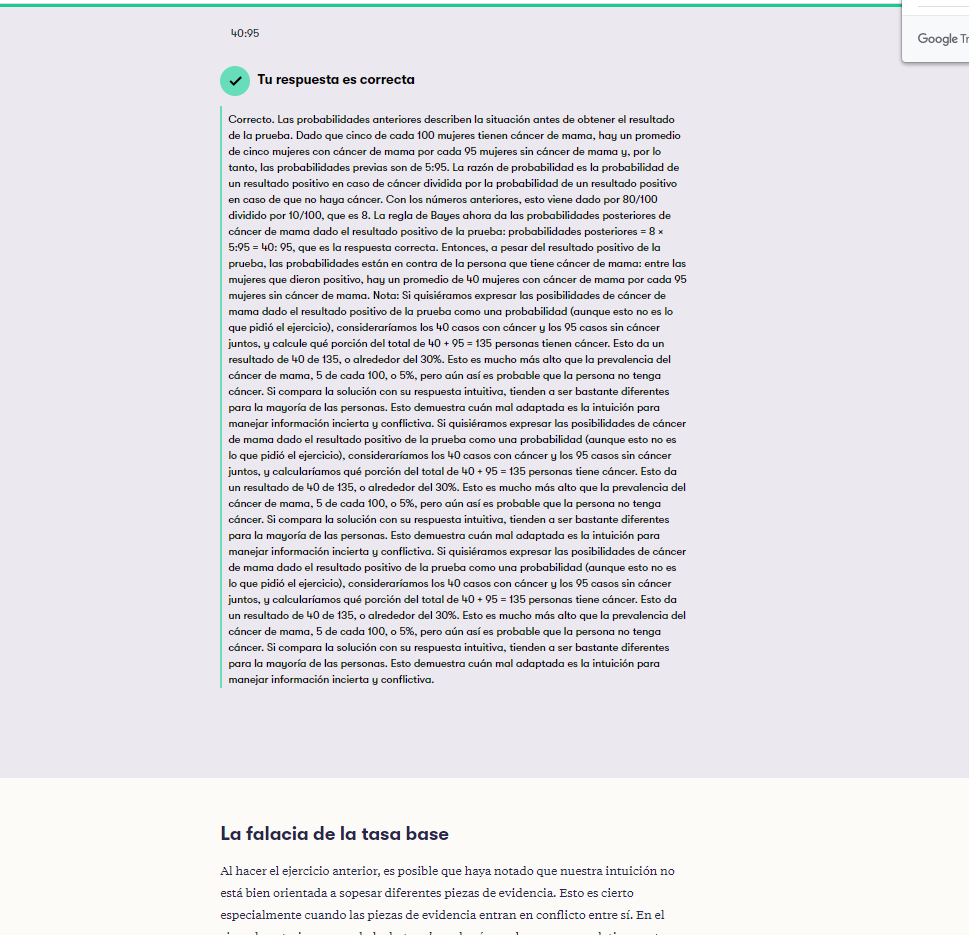 40:95
Google Tr
Tu respuesta es correcta
Correcto. Las probabilidades anteriores describen la situación antes de obtener el resultado
de la prueba. Dado que cinco de cada 100 mujeres tienen cáncer de mama, hay un promedio
de cinco mujeres con cáncer de mama por cada 95 mujeres sin cáncer de mama y, por lo
tanto, las probabilidades previas son de 5:95. La razón de probabilidad es la probabilidad de
un resultado positivo en caso de cáncer dividida por la probabilidad de un resultado positivo
en caso de que no haya cáncer. Con los números anteriores, esto viene dado por 80/100
dividido por 10/100, que es 8. La regla de Bayes ahora da las probabilidades posteriores de
cáncer de mama dado el resultado positivo de la prueba: probabilidades posteriores = 8 ×
5:95 = 40: 95, que es la respuesta correcta. Entonces, a pesar del resultado positivo de la
prueba, las probabilidades están en contra de la persona que tiene cáncer de mama: entre las
mujeres que dieron positivo, hay un promedio de 40 mujeres con cáncer de mama por cada 95
mujeres sin cáncer de mama. Nota: Si quisiéramos expresar las posibilidades de cáncer de
mama dado el resultado positivo de la prueba como una probabilidad (aunque esto no es lo
que pidió el ejercicio), consideraríamos los 40 casos con cáncer y los 95 casos sin cáncer
juntos, y calcule qué porción del total de 40 + 95 = 135 personas tienen cáncer. Esto da un
resultado de 40 de 135, o alrededor del 30%. Esto es mucho más alto que la prevalencia del
cáncer de mama, 5 de cada 100, o 5%, pero aún así es probable que la persona no tenga
cáncer. Si compara la solución con su respuesta intuitiva, tienden a ser bastante diferentes
para la mayoría de las personas. Esto demuestra cuán mal adaptada es la intuición para
manejar información incierta y conflictiva. Si quisiéramos expresar las posibilidades de cáncer
de mama dado el resultado positivo de la prueba como una probabilidad (aunque esto no es
lo que pidió el ejercicio), consideraríamos los 40 casos con cáncer y los 95 casos sin cáncer
juntos, y calcularíamos qué porción del total de 40 + 95 = 135 personas tiene cáncer. Esto da
un resultado de 40 de 135, o alrededor del 30%. Esto es mucho más alto que la prevalencia del
cáncer de mama, 5 de cada 100, o 5%, pero aún así es probable que la persona no tenga
cáncer. Si compara la solución con su respuesta intuitiva, tienden a ser bastante diferentes
para la mayoría de las personas. Esto demuestra cuán mal adaptada es la intuición para
manejar información incierta y conflictiva. Si quisiéramos expresar las posibilidades de cáncer
de mama dado el resultado positivo de la prueba como una probabilidad (aunque esto no es
lo que pidió el ejercicio), consideraríamos los 40 casos con cáncer y los 95 casos sin cáncer
juntos, y calcularíamos qué porción del total de 40 + 95 = 135 personas tiene cáncer. Esto da
un resultado de 40 de 135, o alrededor del 30%. Esto es mucho más alto que la prevalencia del
cáncer de mama, 5 de cada 100, o 5%, pero aún así es probable que la persona no tenga
cáncer. Si compara la solución con su respuesta intuitiva, tienden a ser bastante diferentes
para la mayoría de las personas. Esto demuestra cuán mal adaptada es la intuición para
manejar información incierta y conflictiva.
La falacia de la tasa base
Al hacer el ejercicio anterior, es posible que haya notado que nuestra intuición no
está bien orientada a sopesar diferentes piezas de evidencia. Esto es cierto
especialmente cuando las piezas de evidencia entran en conflicto entre sí. En el